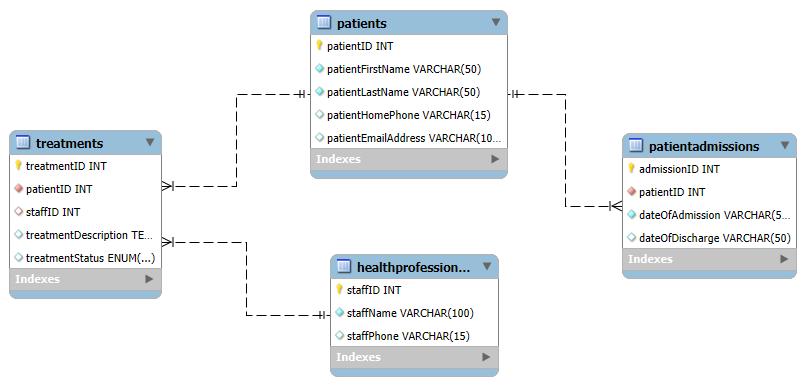 patients
patientID INT
patientFirstName VARCHAR(50)
patientLastName VARCHAR(50)
patientHomePhone VARCHAR(15)
patientEmailAddress VARCHAR(10...
Indexes
treatments
treatmentID INT
patientID INT
staffID INT
treatmentDescription TE...
treatmentStatus ENUM(...)
Indexes
patientadmissions
admissionID INT
patientID INT
dateOfAdmission VARCHAR(5...
dateOfDischarge VARCHAR(50)
Indexes
healthprofession...
staffID INT
staffName VARCHAR(100)
staffPhone VARCHAR(15)
Indexes